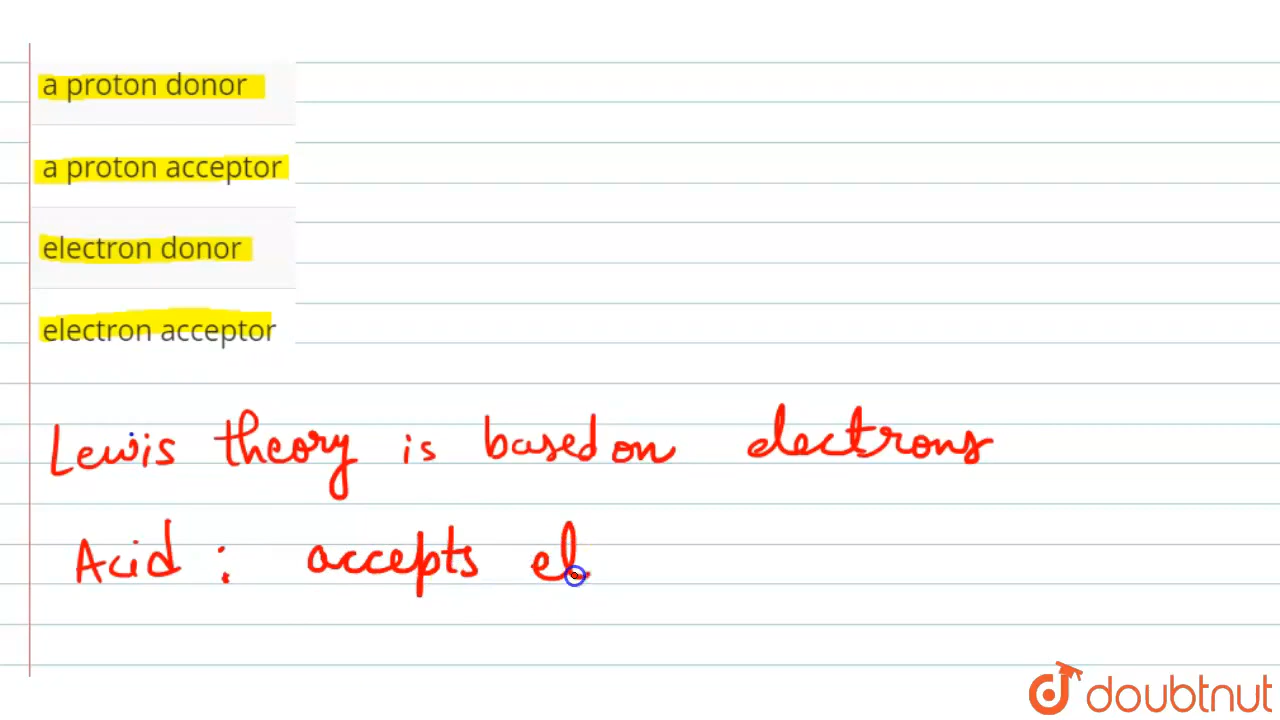 a proton donor
a proton acceptor
electron donor
electron acceptor
Lewis theory is based on electrons
Acid : accepts el
doubtnut